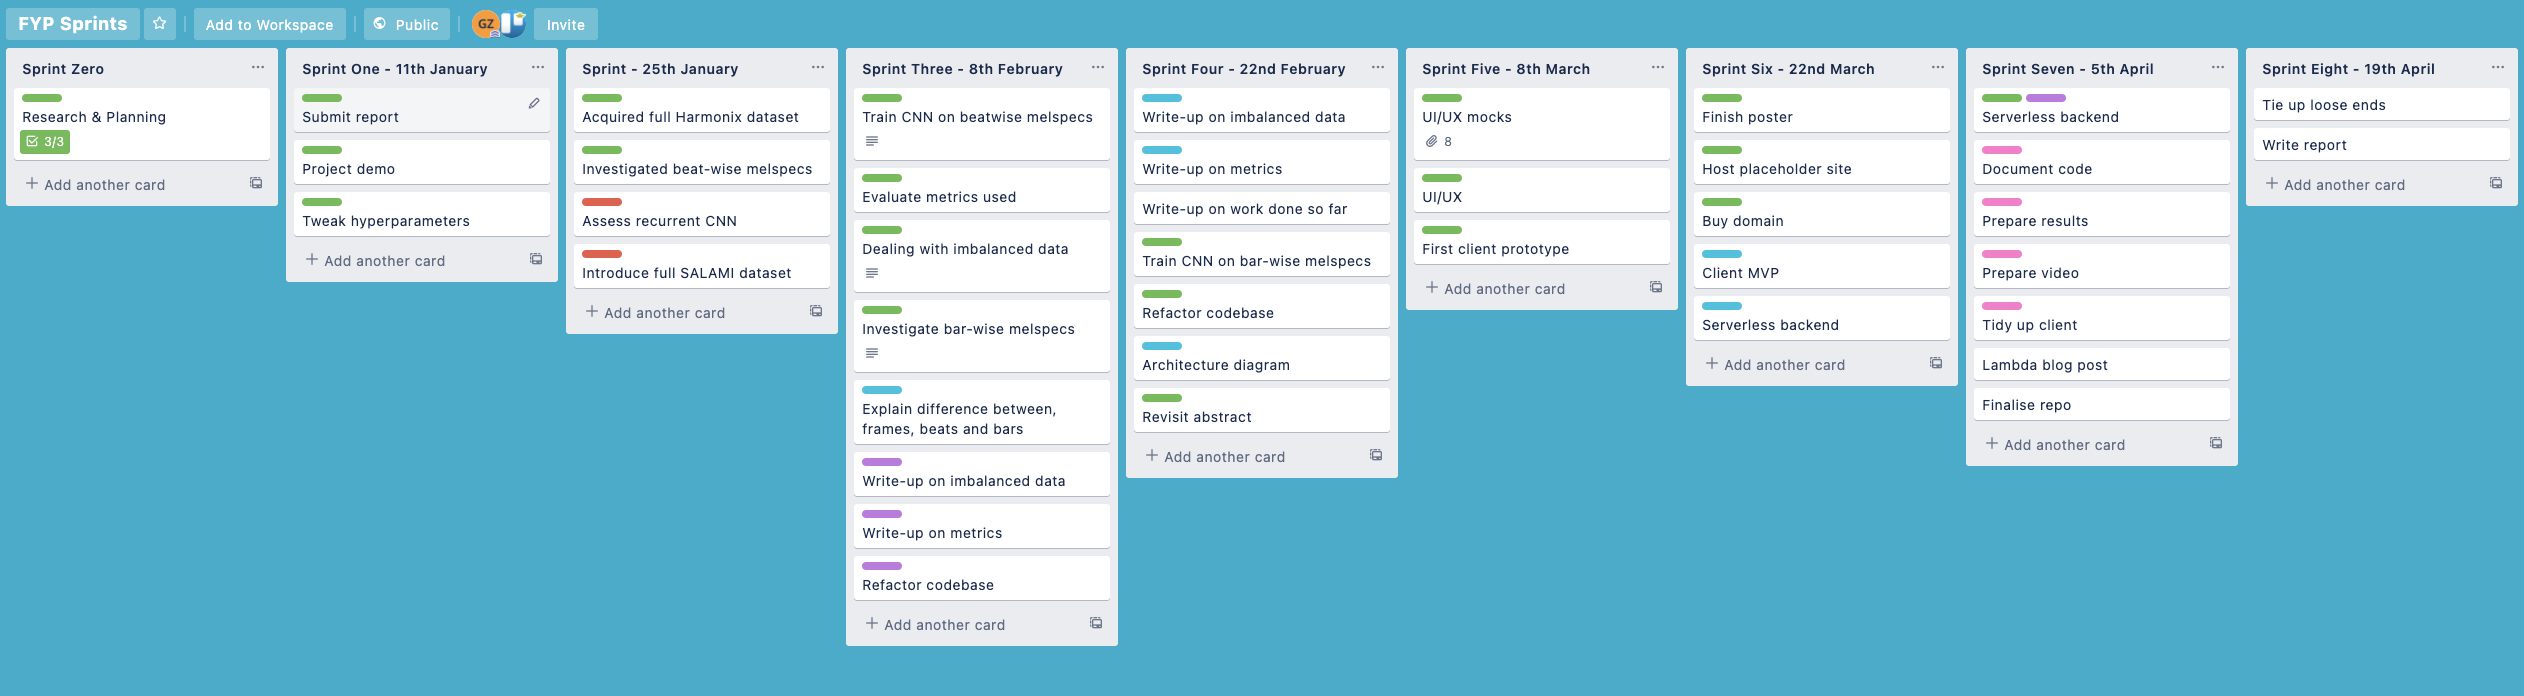 FYP Sprints
Add to Workspace
Public
GZ
Invite
Sprint Zero
Research & Planning
3/3
Add another card
Sprint One - 11th January
Submit report
Project demo
Tweak hyperparameters
Add another card
Sprint - 25th January
Acquired full Harmonix dataset
Investigated beat-wise melspecs
Assess recurrent CNN
Introduce full SALAMI dataset
Add another card
Sprint Three - 8th February
Train CNN on beatwise melspecs
Evaluate metrics used
Dealing with imbalanced data
Investigate bar-wise melspecs
Explain difference between,
frames, beats and bars
Write-up on imbalanced data
Write-up on metrics
Refactor codebase
Add another card
Sprint Four - 22nd February
Write-up on imbalanced data
Write-up on metrics
Write-up on work done so far
Train CNN on bar-wise melspecs
Refactor codebase
Architecture diagram
Revisit abstract
Add another card
Sprint Five - 8th March
UI/UX mocks
8
UI/UX
First client prototype
Add another card
Sprint Six - 22nd March
Finish poster
Host placeholder site
Buy domain
Client MVP
Serverless backend
Add another card
Sprint Seven - 5th April
Serverless backend
Document code
Prepare results
Prepare video
Tidy up client
Lambda blog post
Finalise repo
Add another card
Sprint Eight - 19th April
Tie up loose ends
Write report
Add another card